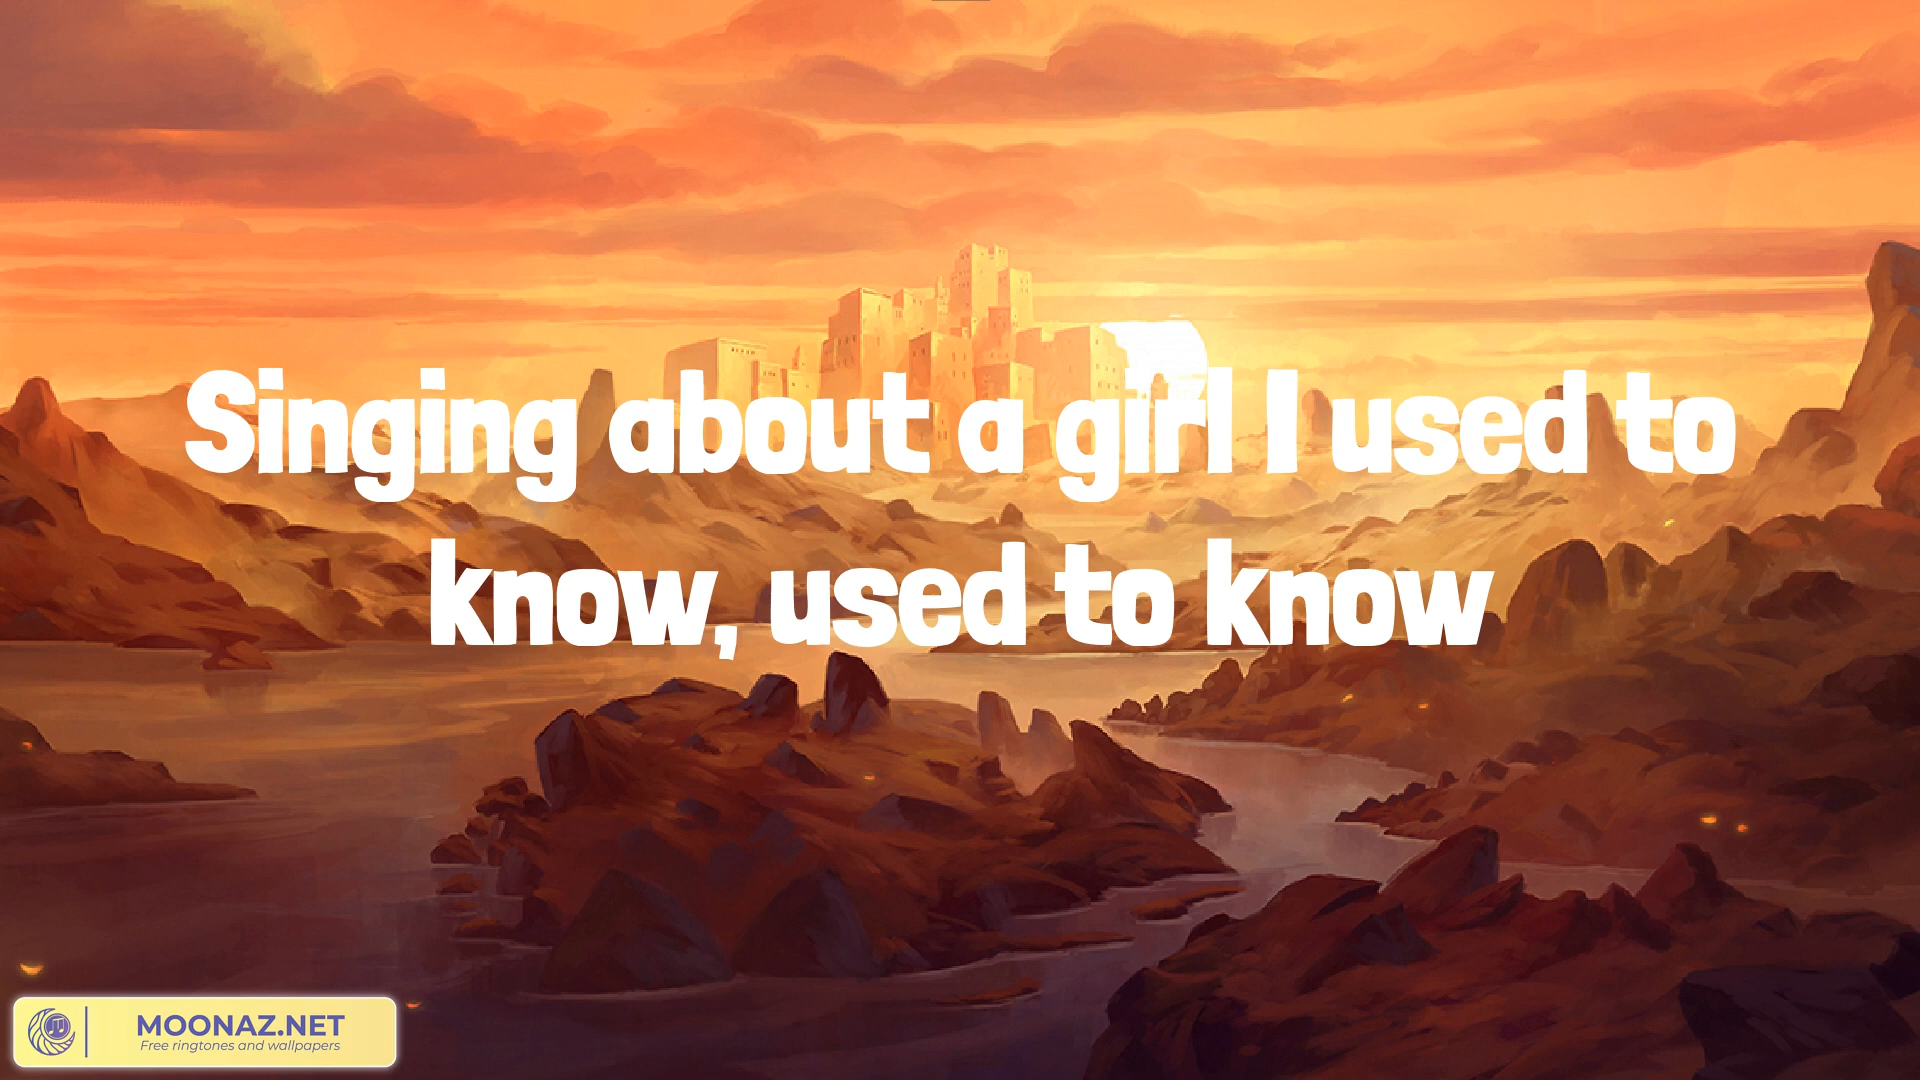 Singing about a girl I used to
know, used to know
MOONAZ.NET
Free ringtones and wallpapers